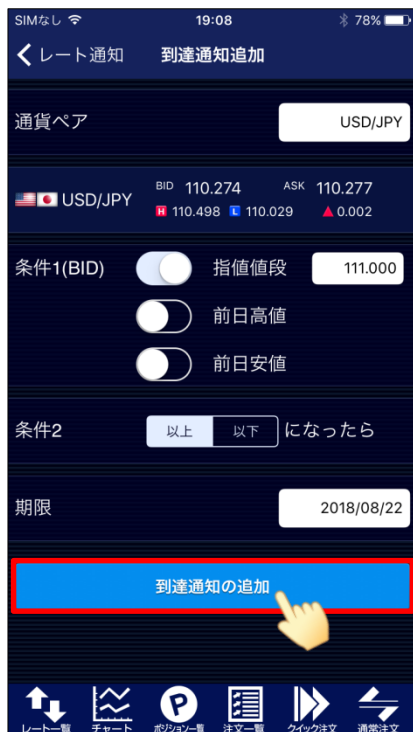 SIMなし 19:08 78%
レート通知 到達通知追加
通貨ペア USD/JPY
USD/JPY BID 110.274 ASK 110.277
H 110.498 L 110.029 ▲ 0.002
条件1(BID) 指値値段 111.000
前日高値
前日安値
条件2 以上 以下 になったら
期限 2018/08/22
到達通知の追加
P
レート一覧 チャート ポジション一覧 注文一覧 クイック注文 通常注文